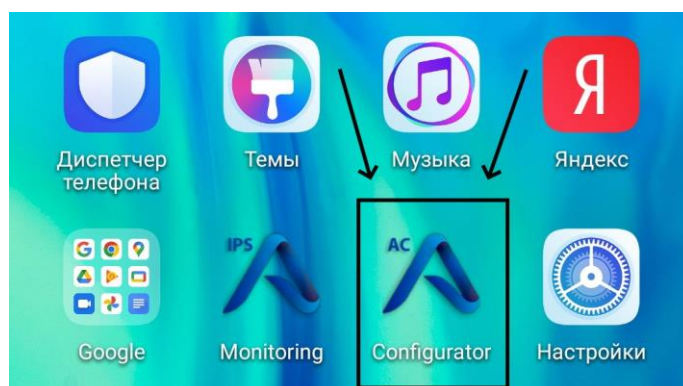 Я
Диспетчер
телефона
Темы
Музыка
Яндекс
IPS
AC
Google
Monitoring
Configurator
Настройки